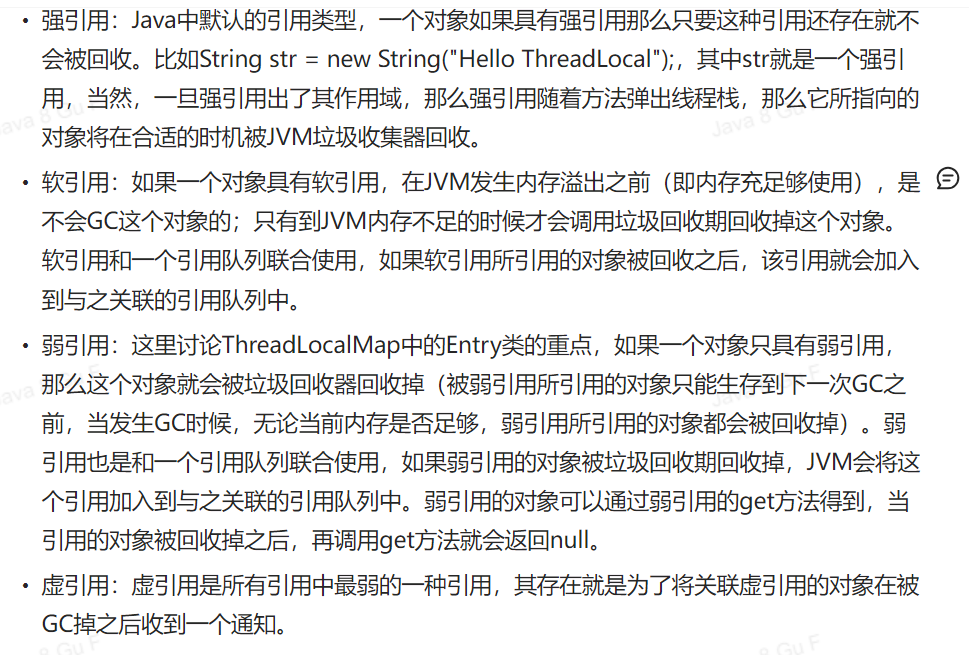 • 强引用：Java中默认的引用类型，一个对象如果具有强引用那么只要这种引用还存在就不
会被回收。比如String str = new String("Hello ThreadLocal");，其中str就是一个强引
用，当然，一旦强引用出了其作用域，那么强引用随着方法弹出线程栈，那么它所指向的
对象将在合适的时机被JVM垃圾收集器回收。
• 软引用：如果一个对象具有软引用，在JVM发生内存溢出之前（即内存充足够使用），是
不会GC这个对象的；只有到JVM内存不足的时候才会调用垃圾回收期回收掉这个对象。
软引用和一个引用队列联合使用，如果软引用所引用的对象被回收之后，该引用就会加入
到与之关联的引用队列中。
• 弱引用：这里讨论ThreadLocalMap中的Entry类的重点，如果一个对象只具有弱引用，
那么这个对象就会被垃圾回收器回收掉（被弱引用所引用的对象只能生存到下一次GC之
前，当发生GC时候，无论当前内存是否足够，弱引用所引用的对象都会被回收掉）。弱
引用也是和一个引用队列联合使用，如果弱引用的对象被垃圾回收期回收掉，JVM会将这
个引用加入到与之关联的引用队列中。弱引用的对象可以通过弱引用的get方法得到，当
引用的对象被回收掉之后，再调用get方法就会返回null。
• 虚引用：虚引用是所有引用中最弱的一种引用，其存在就是为了将关联虚引用的对象在被
GC掉之后收到一个通知。